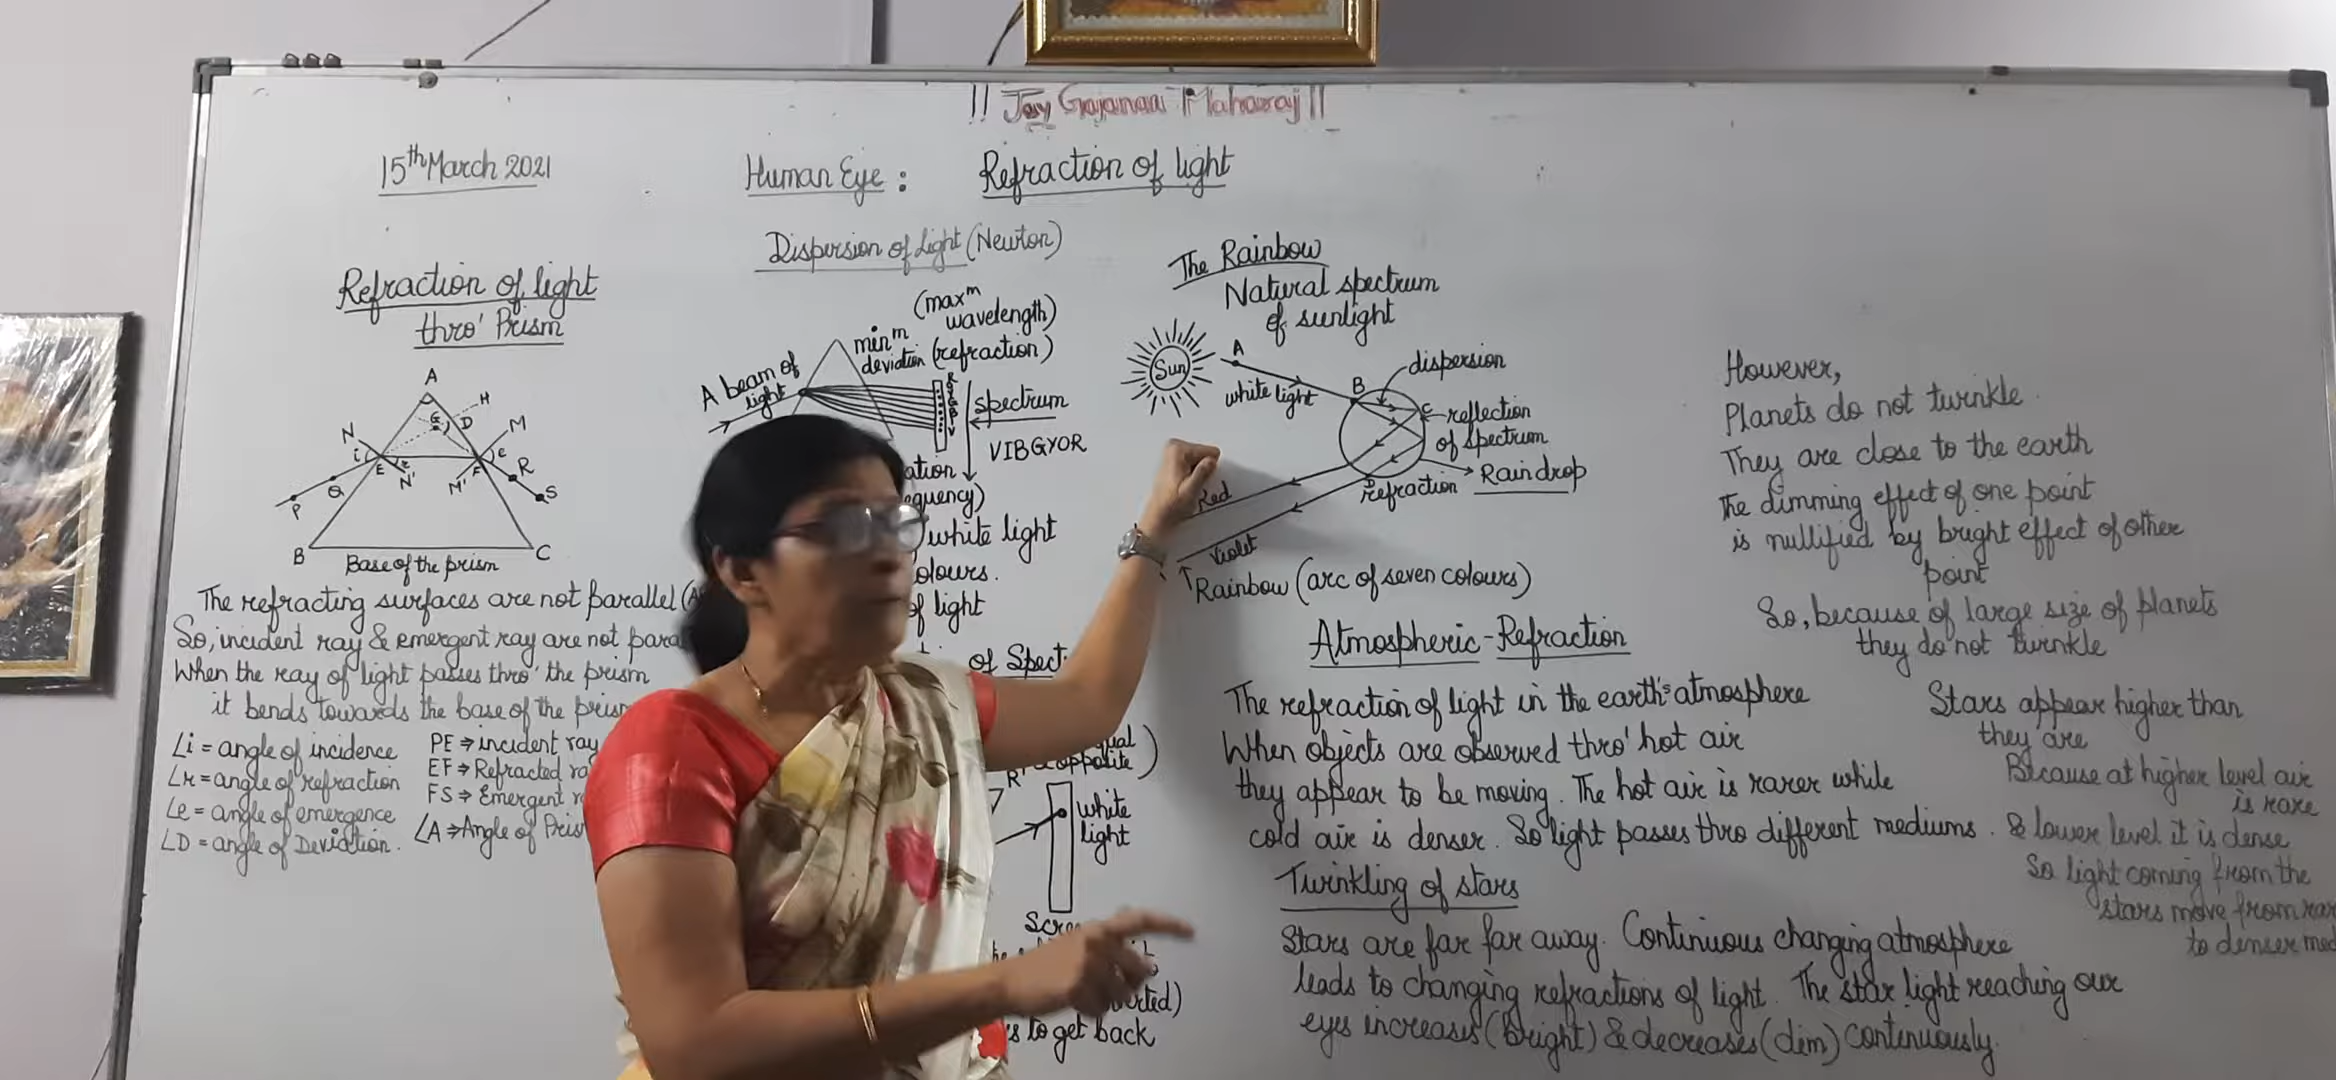 !! Jay Gajanan Maharaj !!
15th March 2021
Human Eye :
Refraction of light
Refraction of light
thro' Prism
A
H
G
D
N
M
i
E
r
N'
M'
F
e
R
Q
S
P
B
C
Base of the prism
The refracting surfaces are not parallel
So, incident ray & emergent ray are not
When the ray of light passes thro' the prism
it bends towards the base of the
∠i = angle of incidence
∠r = angle of refraction
∠e = angle of emergence
∠D = angle of Deviation.
PE ⇒ incident ray
EF ⇒ Refracted
FS ⇒ Emergent
∠A ⇒ Angle of
Dispersion of light (Newton)
(maxm
wavelength)
minm
deviation (refraction)
A beam of
light
R
V
spectrum
VIBGYOR
white light
of light
of
white
light
to get back
The Rainbow
Natural spectrum
of sunlight
Sun
A
white light
B
dispersion
C
reflection
of spectrum
Raindrop
refraction
Red
Violet
Rainbow (arc of seven colours)
Atmospheric - Refraction
The refraction of light in the earth's atmosphere
When objects are observed thro' hot air
they appear to be moving. The hot air is rarer while
cold air is denser. So light passes thro different mediums.
Twinkling of stars
Stars are far far away. Continuous changing atmosphere
leads to changing refractions of light. The star light reaching our
eyes increases (bright) & decreases (dim) continuously.
However,
Planets do not twinkle.
They are close to the earth
The dimming effect of one point
is nullified by bright effect of other
point
So, because of large size of planets
they do not twinkle
Stars appear higher than
they are
Because at higher level air
is rare
& lower level it is dense
So light coming from the
stars move from
to denser